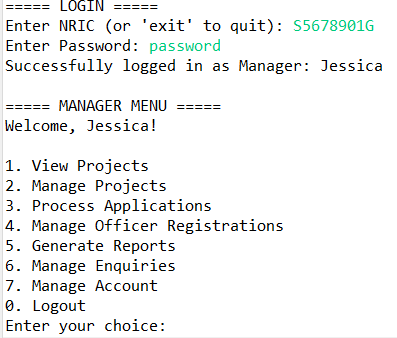 ===== LOGIN =====
Enter NRIC (or 'exit' to quit): S5678901G
Enter Password: password
Successfully logged in as Manager: Jessica
===== MANAGER MENU =====
Welcome, Jessica!
1. View Projects
2. Manage Projects
3. Process Applications
4. Manage Officer Registrations
5. Generate Reports
6. Manage Enquiries
7. Manage Account
0. Logout
Enter your choice: